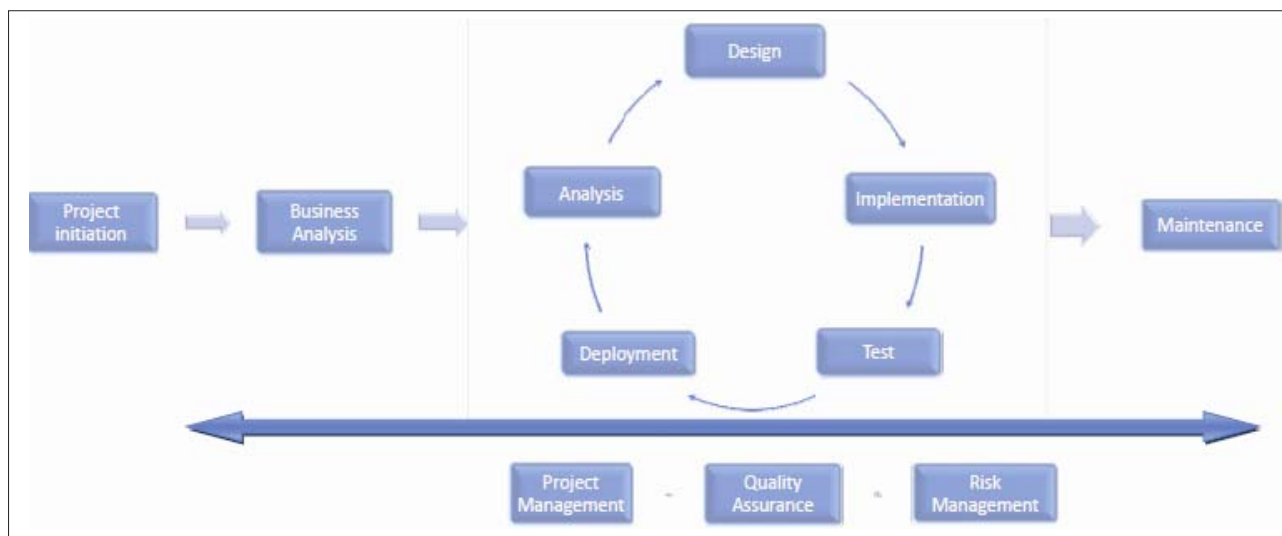 Design
Analysis
Implementation
Project
initiation
Business
Analysis
Maintenance
Deployment
Test
Project
Management
Quality
Assurance
Risk
Management